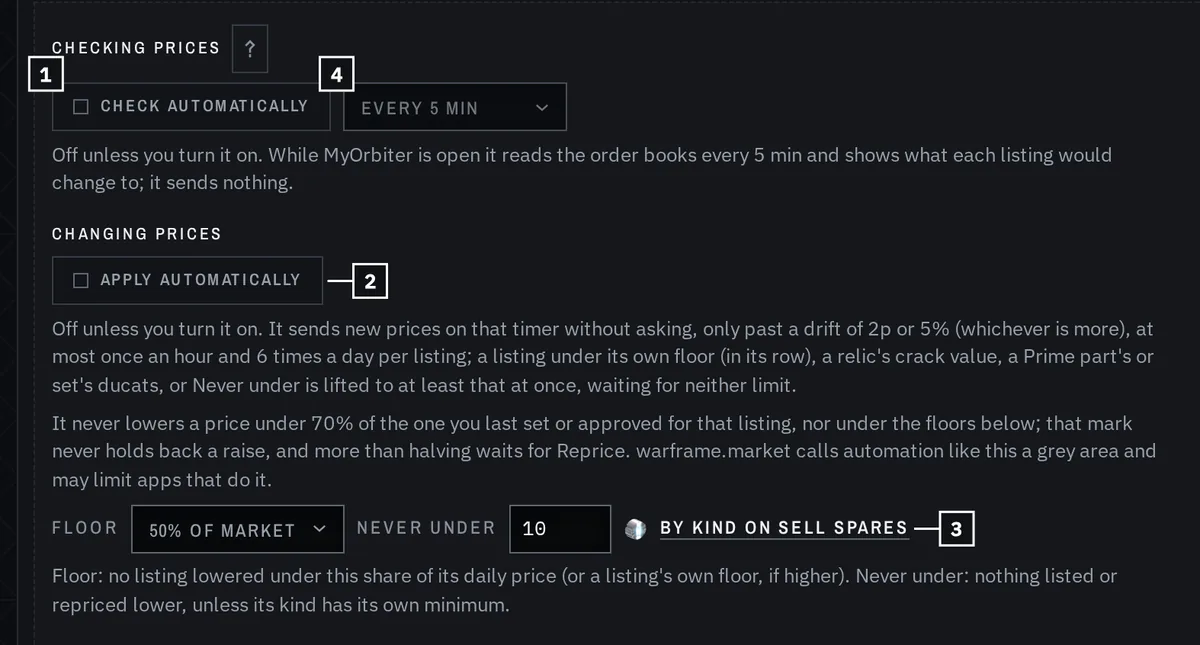 CHECKING PRICES ?
1 4
CHECK AUTOMATICALLY EVERY 5 MIN
Off unless you turn it on. While MyOrbiter is open it reads the order books every 5 min and shows what each listing would
change to; it sends nothing.
CHANGING PRICES
APPLY AUTOMATICALLY 2
Off unless you turn it on. It sends new prices on that timer without asking, only past a drift of 2p or 5% (whichever is more), at
most once an hour and 6 times a day per listing; a listing under its own floor (in its row), a relic's crack value, a Prime part's or
set's ducats, or Never under is lifted to at least that at once, waiting for neither limit.
It never lowers a price under 70% of the one you last set or approved for that listing, nor under the floors below; that mark
never holds back a raise, and more than halving waits for Reprice. warframe.market calls automation like this a grey area and
may limit apps that do it.
FLOOR 50% OF MARKET NEVER UNDER 10 BY KIND ON SELL SPARES 3
Floor: no listing lowered under this share of its daily price (or a listing's own floor, if higher). Never under: nothing listed or
repriced lower, unless its kind has its own minimum.